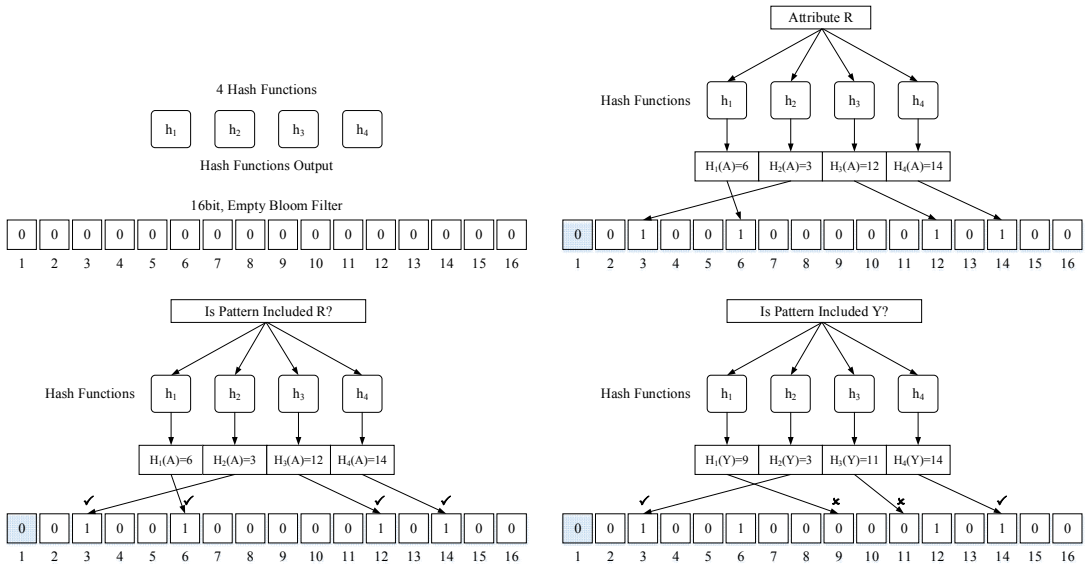 4 Hash Functions
h1 h2 h3 h4
Hash Functions Output
16bit, Empty Bloom Filter
0 0 0 0 0 0 0 0 0 0 0 0 0 0 0 0
1 2 3 4 5 6 7 8 9 10 11 12 13 14 15 16
Attribute R
Hash Functions h1 h2 h3 h4
H1(A)=6 H2(A)=3 H3(A)=12 H4(A)=14
0 0 1 0 0 1 0 0 0 0 0 1 0 1 0 0
1 2 3 4 5 6 7 8 9 10 11 12 13 14 15 16
Is Pattern Included R?
Hash Functions h1 h2 h3 h4
H1(A)=6 H2(A)=3 H3(A)=12 H4(A)=14
0 0 1 0 0 1 0 0 0 0 0 1 0 1 0 0
1 2 3 4 5 6 7 8 9 10 11 12 13 14 15 16
Is Pattern Included Y?
Hash Functions h1 h2 h3 h4
H1(Y)=9 H2(Y)=3 H3(Y)=11 H4(Y)=14
0 0 1 0 0 1 0 0 0 0 0 1 0 1 0 0
1 2 3 4 5 6 7 8 9 10 11 12 13 14 15 16